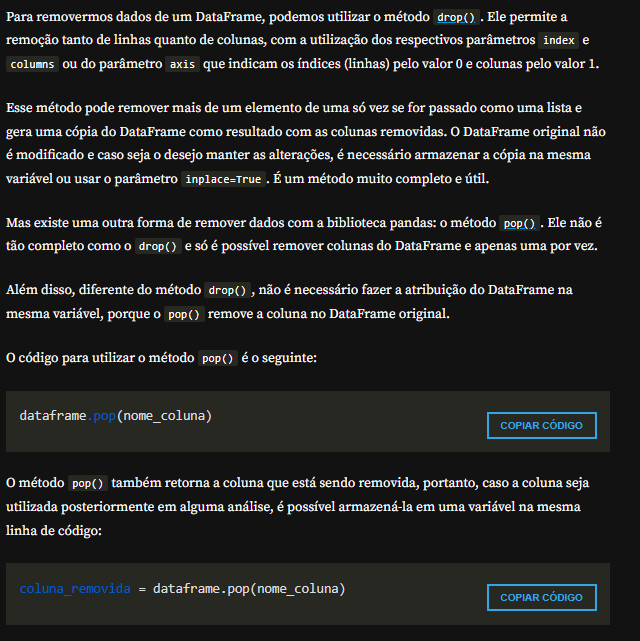 Para removermos dados de um DataFrame, podemos utilizar o método drop(). Ele permite a
remoção tanto de linhas quanto de colunas, com a utilização dos respectivos parâmetros index e
columns ou do parâmetro axis que indicam os índices (linhas) pelo valor 0 e colunas pelo valor 1.
Esse método pode remover mais de um elemento de uma só vez se for passado como uma lista e
gera uma cópia do DataFrame como resultado com as colunas removidas. O DataFrame original não
é modificado e caso seja o desejo manter as alterações, é necessário armazenar a cópia na mesma
variável ou usar o parâmetro inplace=True. É um método muito completo e útil.
Mas existe uma outra forma de remover dados com a biblioteca pandas: o método pop(). Ele não é
tão completo como o drop() e só é possível remover colunas do DataFrame e apenas uma por vez.
Além disso, diferente do método drop(), não é necessário fazer a atribuição do DataFrame na
mesma variável, porque o pop() remove a coluna no DataFrame original.
O código para utilizar o método pop() é o seguinte:
dataframe.pop(nome_coluna)
COPIAR CÓDIGO
O método pop() também retorna a coluna que está sendo removida, portanto, caso a coluna seja
utilizada posteriormente em alguma análise, é possível armazená-la em uma variável na mesma
linha de código:
coluna_removida = dataframe.pop(nome_coluna)
COPIAR CÓDIGO